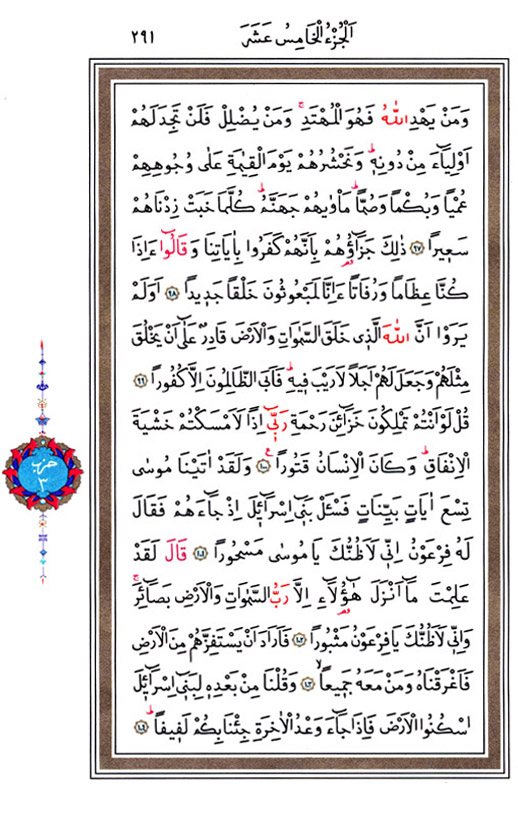 اَلْجُزْءُ الْخَامِسُ عَشَرَ
٢٩١
وَمَنْ يَهْدِ اللّٰهُ فَهُوَ الْمُهْتَدِۚ وَمَنْ يُضْلِلْ فَلَنْ تَجِدَ لَهُمْ
اَوْلِيَٓاءَ مِنْ دُونِه۪ۜ وَنَحْشُرُهُمْ يَوْمَ الْقِيٰمَةِ عَلٰى وُجُوهِهِمْ
عُمْيًا وَبُكْمًا وَصُمًّاۜ مَأْوٰيهُمْ جَهَنَّمُۜ كُلَّمَا خَبَتْ زِدْنَاهُمْ
سَع۪يرًا ﴿٩٧﴾ ذٰلِكَ جَزَٓاؤُ۬هُمْ بِاَنَّهُمْ كَفَرُوا بِاٰيَاتِنَا وَقَالُٓوا ءَاِذَا
كُنَّا عِظَامًا وَرُفَاتًا ءَاِنَّا لَمَبْعُوثُونَ خَلْقًا جَد۪يدًا ﴿٩٨﴾ اَوَلَمْ
يَرَوْا اَنَّ اللّٰهَ الَّذ۪ي خَلَقَ السَّمٰوَاتِ وَالْاَرْضَ قَادِرٌ عَلٰٓى اَنْ يَخْلُقَ
مِثْلَهُمْ وَجَعَلَ لَهُمْ اَجَلًا لَا رَيْبَ ف۪يهِۜ فَاَبَى الظَّالِمُونَ اِلَّا كُفُورًا ﴿٩٩﴾
قُلْ لَوْ اَنْتُمْ تَمْلِكُونَ خَزَٓائِنَ رَحْمَةِ رَبّ۪ٓي اِذًا لَاَمْسَكْتُمْ خَشْيَةَ
الْاِنْفَاقِۜ وَكَانَ الْاِنْسَانُ قَتُورًا۟ ﴿١٠٠﴾ وَلَقَدْ اٰتَيْنَا مُوسٰى
تِسْعَ اٰيَاتٍ بَيِّنَاتٍ فَسْـَٔلْ بَن۪ٓي اِسْرَٓائ۪لَ اِذْ جَٓاءَهُمْ فَقَالَ
لَهُ فِرْعَوْنُ اِنّ۪ي لَاَظُنُّكَ يَا مُوسٰى مَسْحُورًا ﴿١٠١﴾ قَالَ لَقَدْ
عَلِمْتَ مَٓا اَنْزَلَ هٰٓؤُ۬لَٓاءِ اِلَّا رَبُّ السَّمٰوَاتِ وَالْاَرْضِ بَصَٓائِرَۚ
وَاِنّ۪ي لَاَظُنُّكَ يَا فِرْعَوْنُ مَثْبُورًا ﴿١٠٢﴾ فَاَرَادَ اَنْ يَسْتَفِزَّهُمْ مِنَ الْاَرْضِ
فَاَغْرَقْنَاهُ وَمَنْ مَعَهُ جَم۪يعًاۙ ﴿١٠٣﴾ وَقُلْنَا مِنْ بَعْدِه۪ لِبَن۪ٓي اِسْرَٓائ۪لَ
اسْكُنُوا الْاَرْضَ فَاِذَا جَٓاءَ وَعْدُ الْاٰخِرَةِ جِئْنَا بِكُمْ لَف۪يفًاۜ ﴿١٠٤﴾
حزب
٣